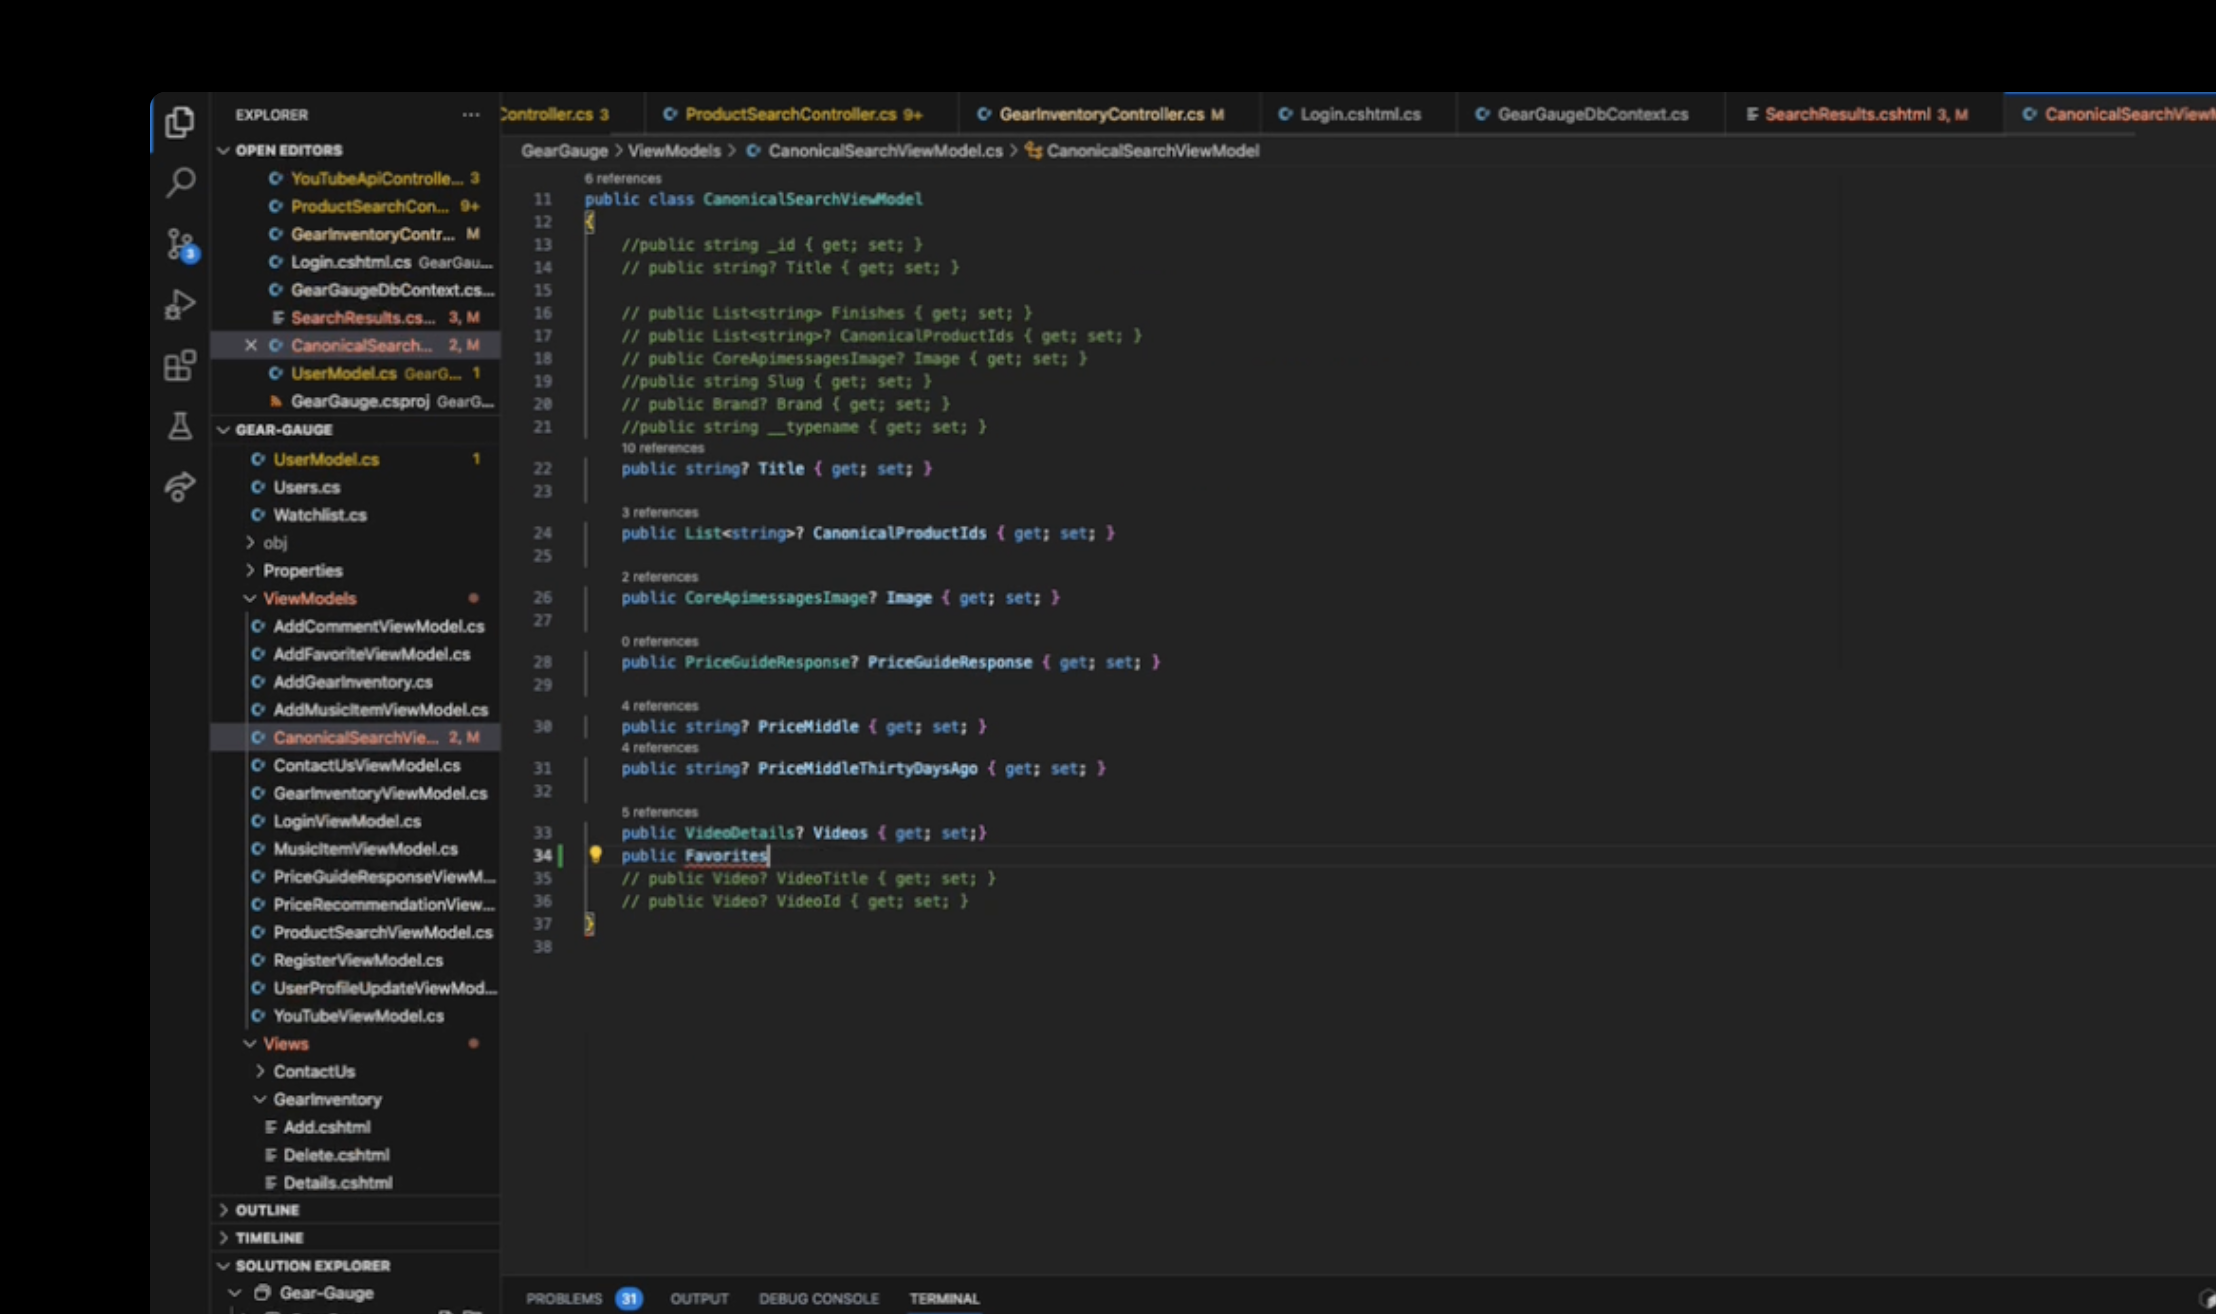 EXPLORER
OPEN EDITORS
YouTubeApiControlle... 3
ProductSearchCon... 9+
GearInventoryContr... M
Login.cshtml.cs GearGau...
GearGaugeDbContext.cs...
SearchResults.cs... 3, M
CanonicalSearch... 2, M
UserModel.cs GearG... 1
GearGauge.csproj GearG...
GEAR-GAUGE
UserModel.cs 1
Users.cs
Watchlist.cs
obj
Properties
ViewModels
AddCommentViewModel.cs
AddFavoriteViewModel.cs
AddGearInventory.cs
AddMusicItemViewModel.cs
CanonicalSearchVie... 2, M
ContactUsViewModel.cs
GearInventoryViewModel.cs
LoginViewModel.cs
MusicItemViewModel.cs
PriceGuideResponseViewM...
PriceRecommendationView...
ProductSearchViewModel.cs
RegisterViewModel.cs
UserProfileUpdateViewMod...
YouTubeViewModel.cs
Views
ContactUs
GearInventory
Add.cshtml
Delete.cshtml
Details.cshtml
OUTLINE
TIMELINE
SOLUTION EXPLORER
Gear-Gauge
3
Controller.cs 3 ProductSearchController.cs 9+ GearInventoryController.cs M Login.cshtml.cs GearGaugeDbContext.cs SearchResults.cshtml 3, M CanonicalSearchViewM
GearGauge > ViewModels > CanonicalSearchViewModel.cs > CanonicalSearchViewModel
6 references
11 public class CanonicalSearchViewModel
12 {
13 //public string _id { get; set; }
14 // public string? Title { get; set; }
15
16 // public List<string> Finishes { get; set; }
17 // public List<string>? CanonicalProductIds { get; set; }
18 // public CoreApimessagesImage? Image { get; set; }
19 //public string Slug { get; set; }
20 // public Brand? Brand { get; set; }
21 //public string __typename { get; set; }
10 references
22 public string? Title { get; set; }
23
3 references
24 public List<string>? CanonicalProductIds { get; set; }
25
2 references
26 public CoreApimessagesImage? Image { get; set; }
27
0 references
28 public PriceGuideResponse? PriceGuideResponse { get; set; }
29
4 references
30 public string? PriceMiddle { get; set; }
4 references
31 public string? PriceMiddleThirtyDaysAgo { get; set; }
32
5 references
33 public VideoDetails? Videos { get; set;}
34 public Favorites
35 // public Video? VideoTitle { get; set; }
36 // public Video? VideoId { get; set; }
37 }
38
PROBLEMS 31 OUTPUT DEBUG CONSOLE TERMINAL